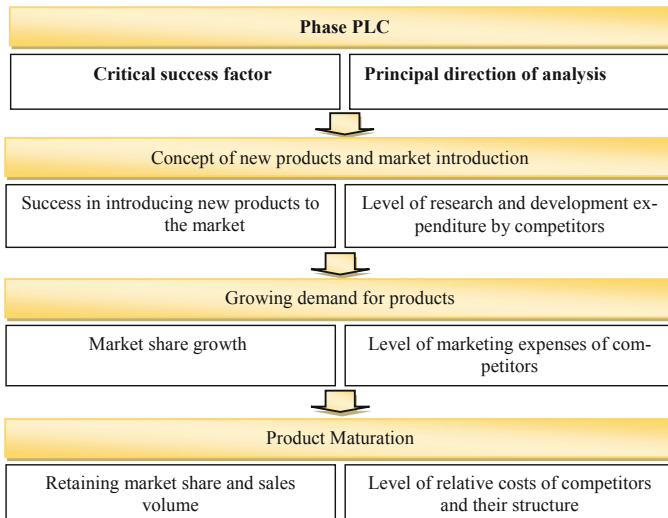 Phase PLC
Critical success factor
Principal direction of analysis
Concept of new products and market introduction
Success in introducing new products to
the market
Level of research and development ex-
penditure by competitors
Growing demand for products
Market share growth
Level of marketing expenses of com-
petitors
Product Maturation
Retaining market share and sales
volume
Level of relative costs of competitors
and their structure